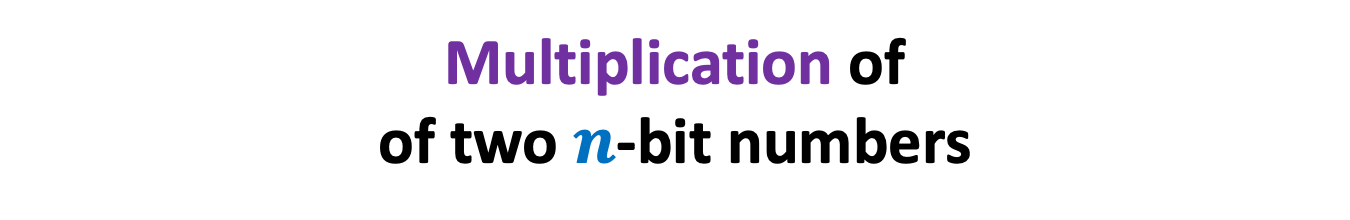 Multiplication of
of two n-bit numbers